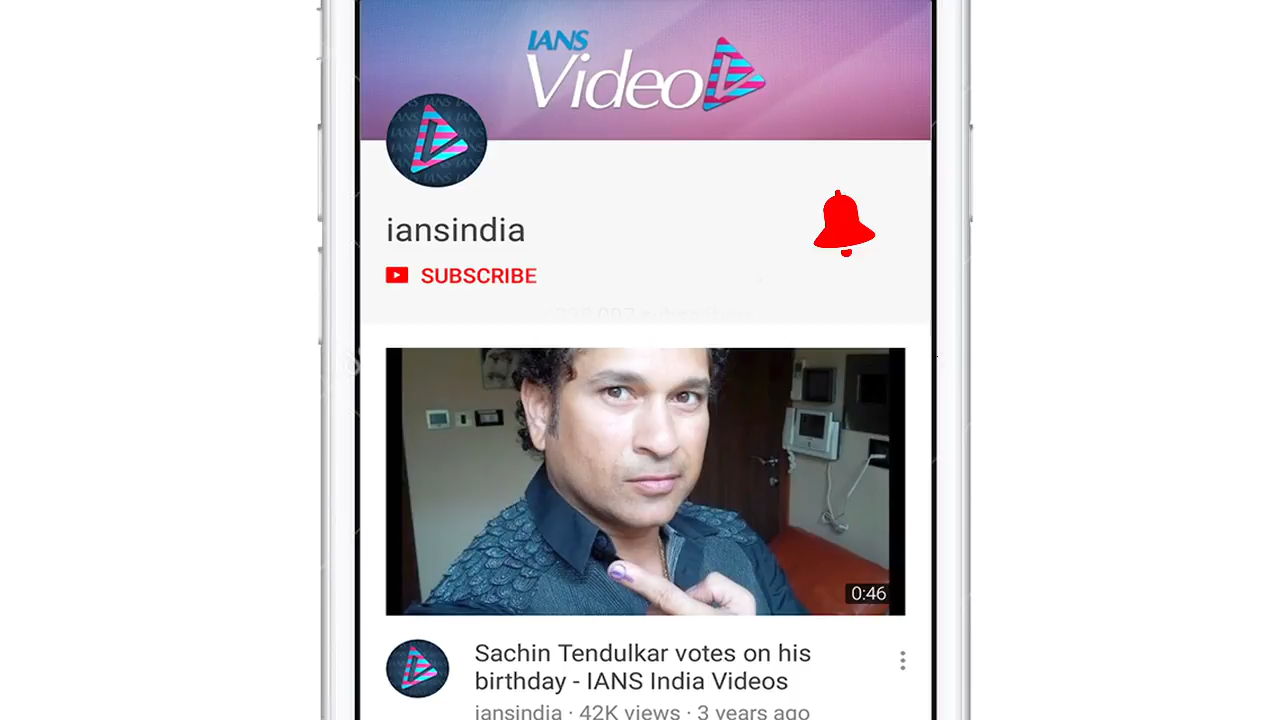 IANS
Video
iansindia
SUBSCRIBE
0:46
Sachin Tendulkar votes on his
birthday - IANS India Videos
iansindia · 42K views · 3 years ago